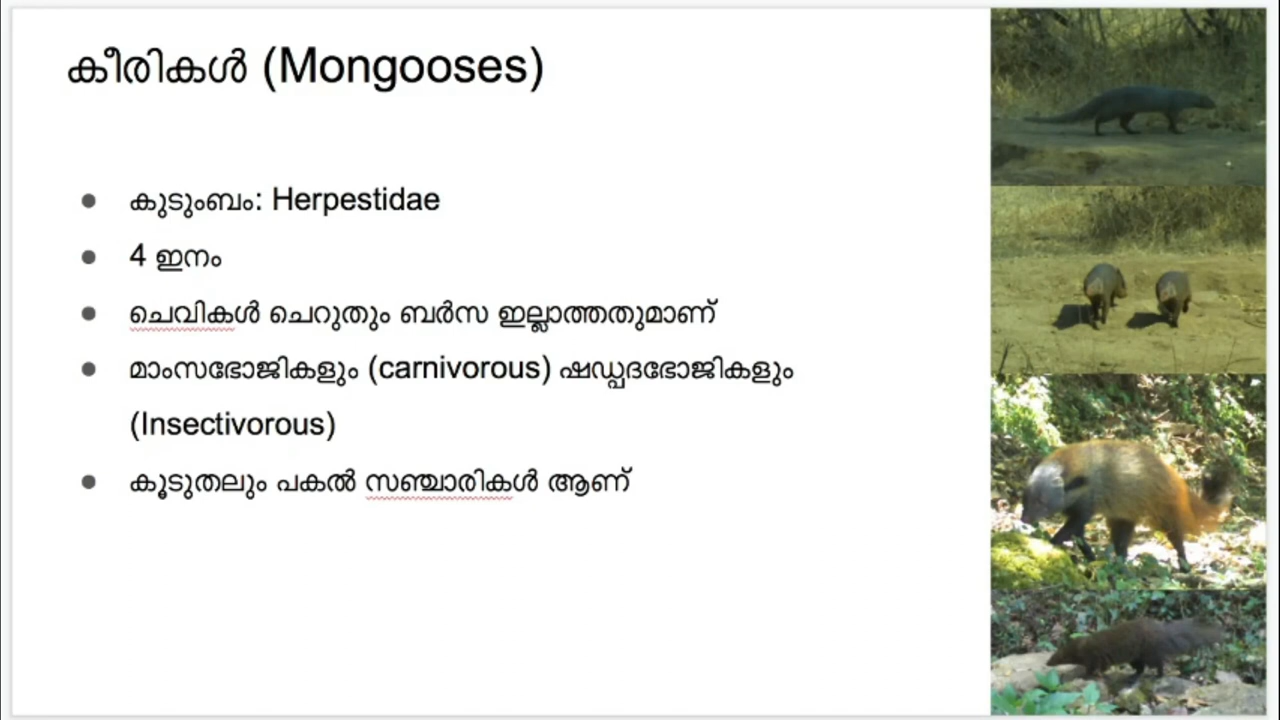 കീരികൾ (Mongooses)
കുടുംബം: Herpestidae
4 ഇനം
ചെവികൾ ചെറുതും ബർസ ഇല്ലാത്തതുമാണ്
മാംസഭോജികളും (carnivorous) ഷഡ്പദഭോജികളും
(Insectivorous)
കൂടുതലും പകൽ സഞ്ചാരികൾ ആണ്